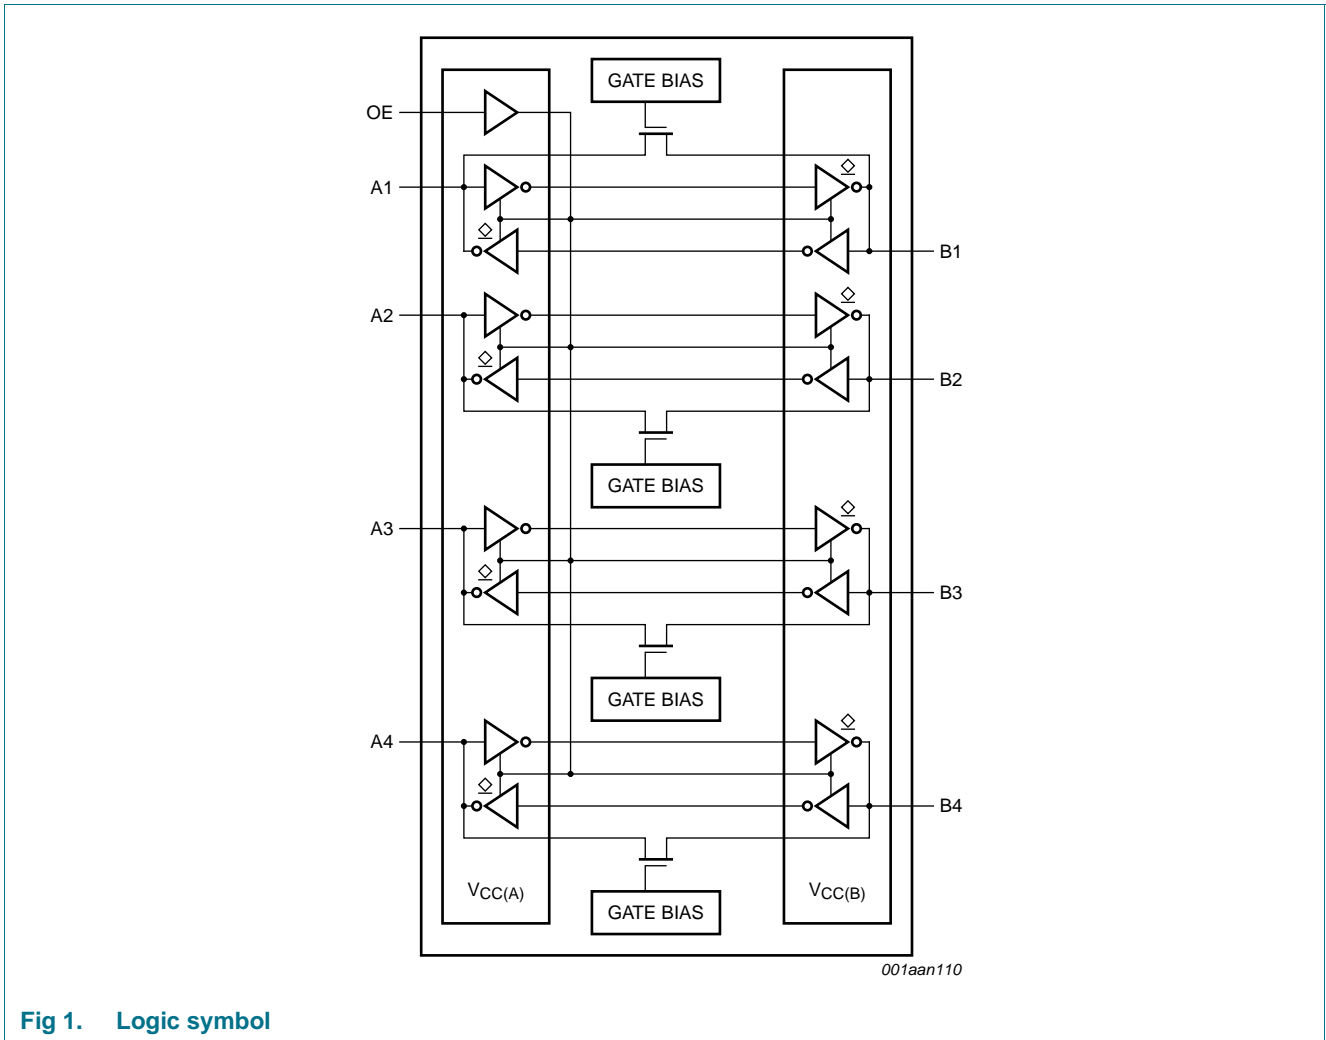 GATE BIAS
OE
A1
B1
A2
B2
GATE BIAS
A3
B3
GATE BIAS
A4
B4
VCC(A)
VCC(B)
GATE BIAS
001aan110
Fig 1. Logic symbol